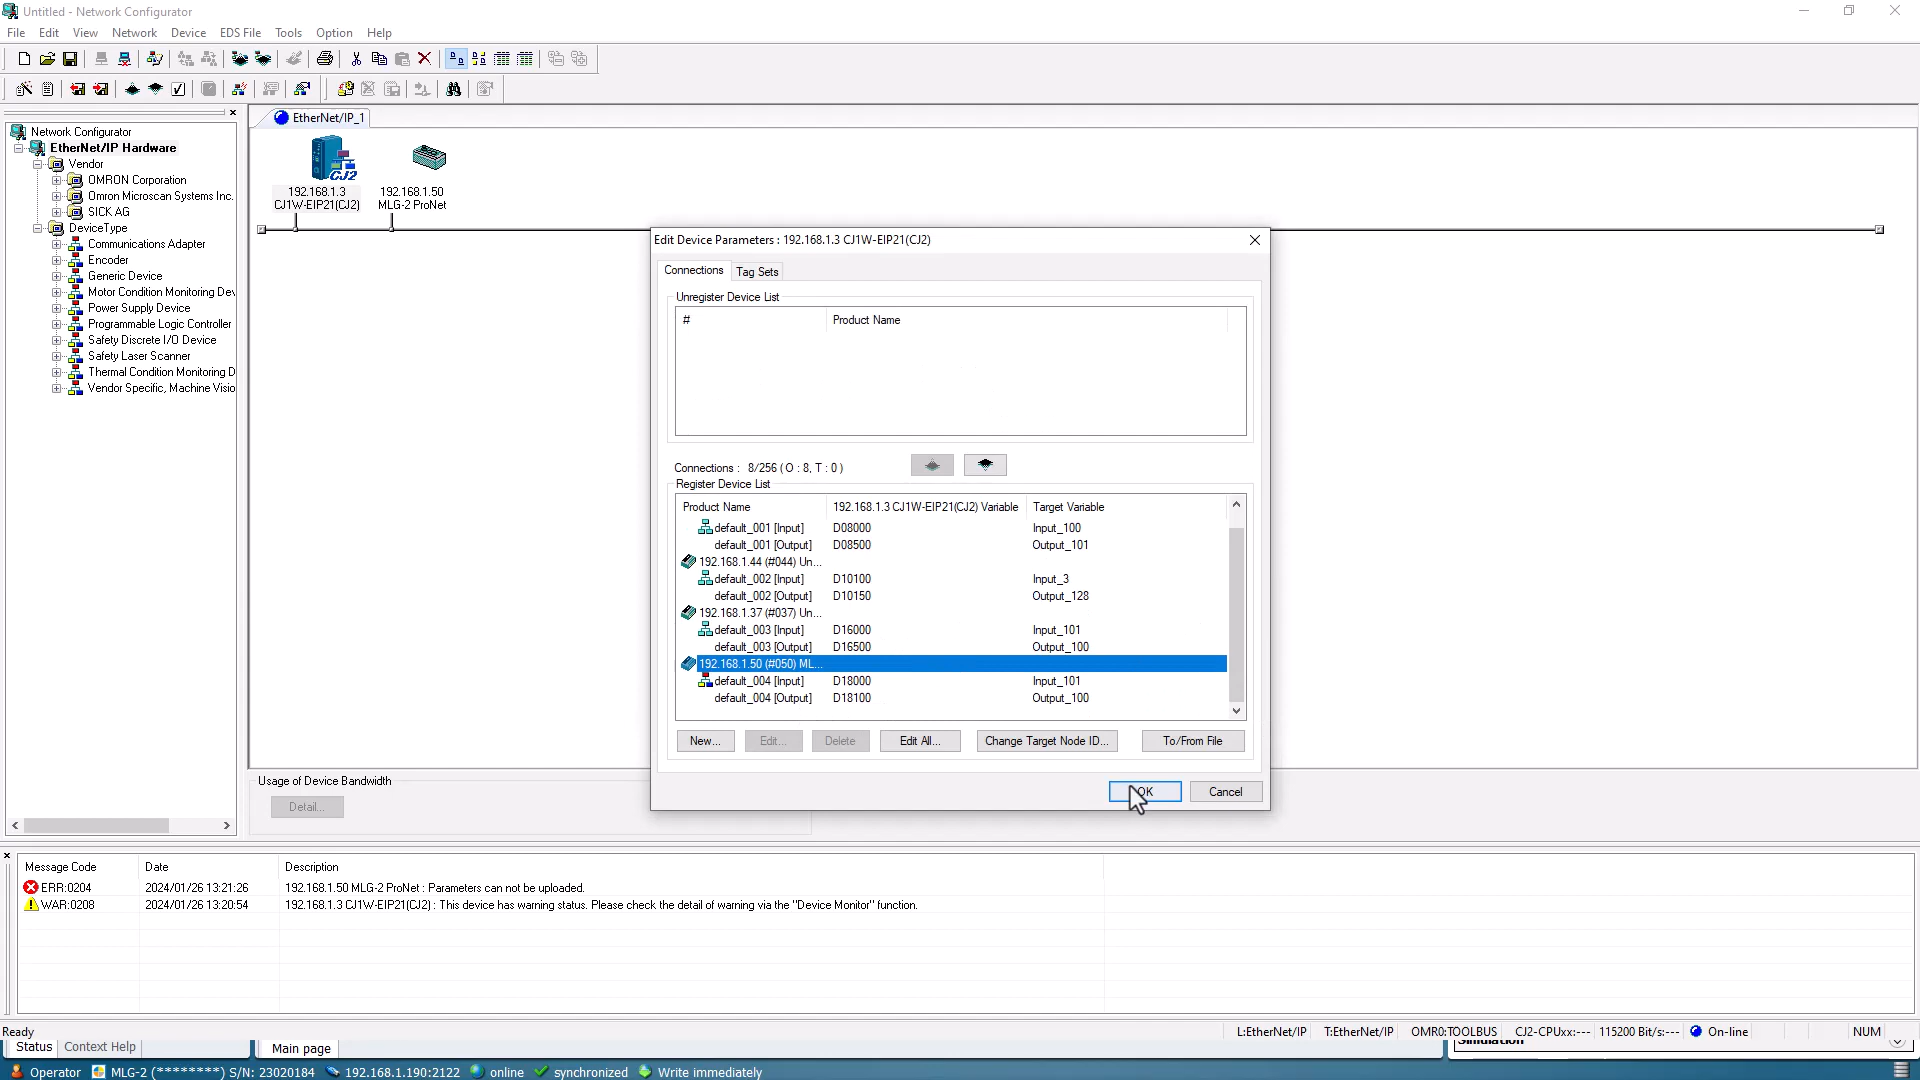 Untitled - Network Configurator
File Edit View Network Device EDS File Tools Option Help
EtherNet/IP_1
Network Configurator
EtherNet/IP Hardware
Vendor
OMRON Corporation
Omron Microscan Systems Inc.
SICK AG
DeviceType
Communications Adapter
Encoder
Generic Device
Motor Condition Monitoring Dev
Power Supply Device
Programmable Logic Controller
Safety Discrete I/O Device
Safety Laser Scanner
Thermal Condition Monitoring D
Vendor Specific, Machine Visio
CJ2
192.168.1.3
CJ1W-EIP21(CJ2)
192.168.1.50
MLG-2 ProNet
Edit Device Parameters : 192.168.1.3 CJ1W-EIP21(CJ2)
Connections Tag Sets
Unregister Device List
# Product Name
Connections : 8/256 ( O : 8, T : 0 )
Register Device List
Product Name 192.168.1.3 CJ1W-EIP21(CJ2) Variable Target Variable
default_001 [Input] D08000 Input_100
default_001 [Output] D08500 Output_101
192.168.1.44 (#044) Un...
default_002 [Input] D10100 Input_3
default_002 [Output] D10150 Output_128
192.168.1.37 (#037) Un...
default_003 [Input] D16000 Input_101
default_003 [Output] D16500 Output_100
192.168.1.50 (#050) ML...
default_004 [Input] D18000 Input_101
default_004 [Output] D18100 Output_100
New... Edit... Delete Edit All... Change Target Node ID... To/From File
OK Cancel
Usage of Device Bandwidth
Detail...
Message Code Date Description
ERR:0204 2024/01/26 13:21:26 192.168.1.50 MLG-2 ProNet : Parameters can not be uploaded.
WAR:0208 2024/01/26 13:20:54 192.168.1.3 CJ1W-EIP21(CJ2) : This device has warning status. Please check the detail of warning via the "Device Monitor" function.
Ready L:EtherNet/IP T:EtherNet/IP OMR0:TOOLBUS CJ2-CPUxx:--- 115200 Bit/s:--- On-line NUM
Status Context Help Main page Simulation
Operator MLG-2 (********) S/N: 23020184 192.168.1.190:2122 online synchronized Write immediately